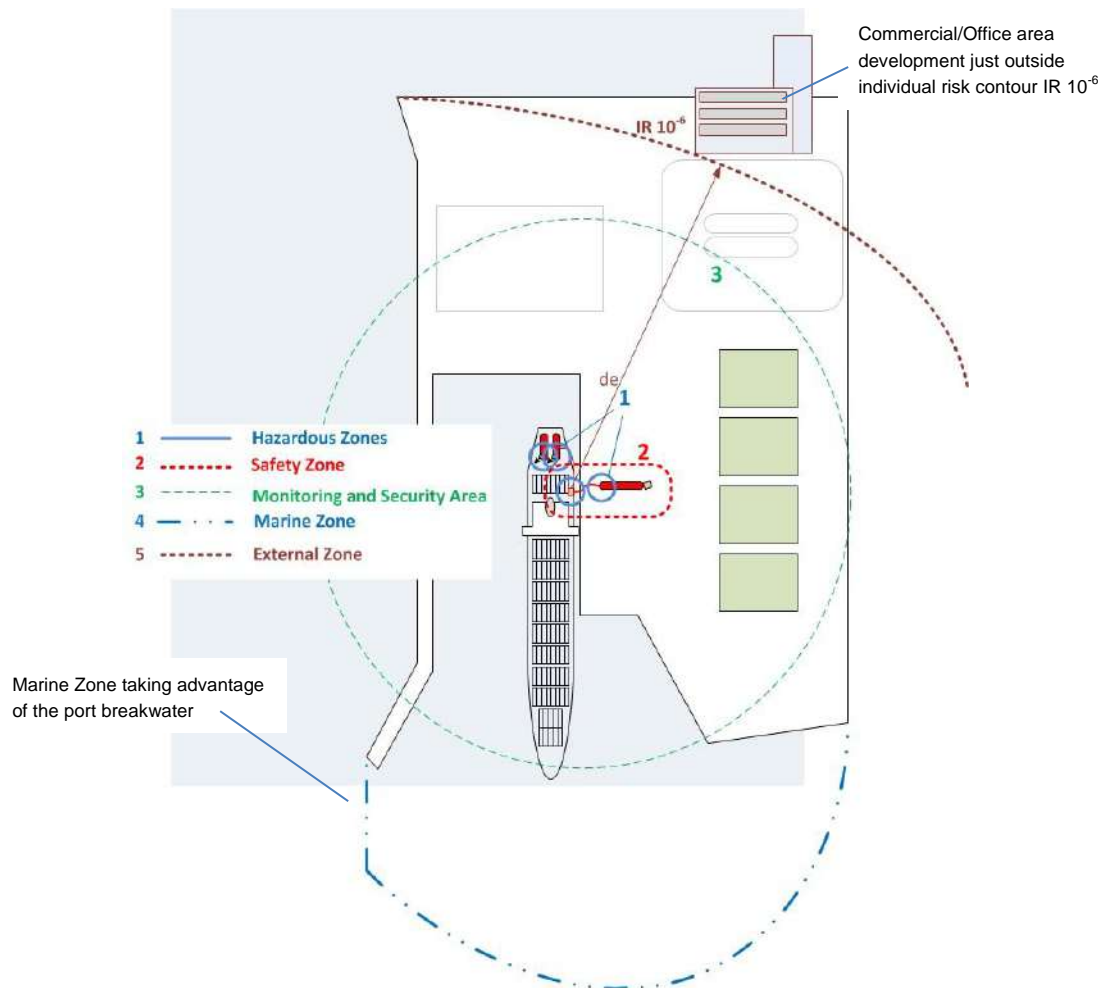 Commercial/Office area
development just outside
individual risk contour IR 10⁻⁶
IR 10⁻⁶
3
de
1
2
1 Hazardous Zones
2 Safety Zone
3 Monitoring and Security Area
4 Marine Zone
5 External Zone
Marine Zone taking advantage
of the port breakwater